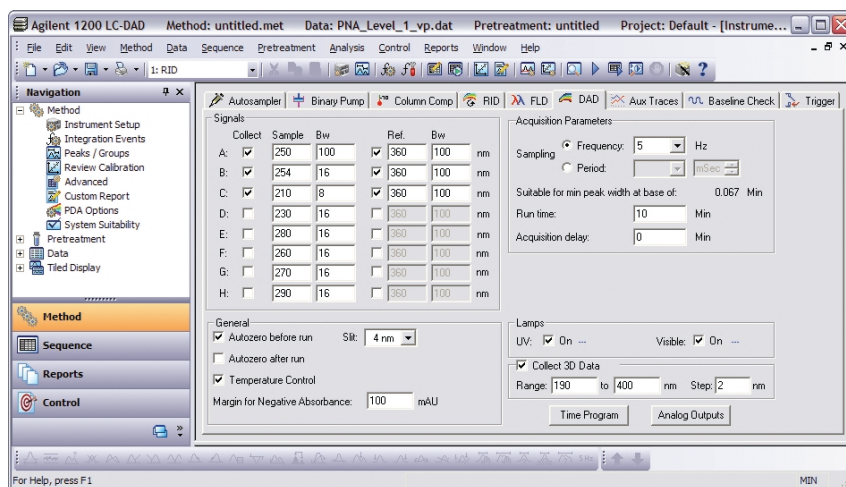 Agilent 1200 LC-DAD Method: untitled.met Data: PNA_Level_1_vp.dat Pretreatment: untitled Project: Default - [Instrume...
File Edit View Method Data Sequence Pretreatment Analysis Control Reports Window Help
1: RID
Navigation
Method
Instrument Setup
Integration Events
Peaks / Groups
Review Calibration
Advanced
Custom Report
PDA Options
System Suitability
Pretreatment
Data
Tiled Display
Method
Sequence
Reports
Control
Autosampler Binary Pump Column Comp RID FLD DAD Aux Traces Baseline Check Trigger
Signals
Collect Sample Bw Ref. Bw
A: 250 100 360 100 nm
B: 254 16 360 100 nm
C: 210 8 360 100 nm
D: 230 16 360 100 nm
E: 280 16 360 100 nm
F: 260 16 360 100 nm
G: 270 16 360 100 nm
H: 290 16 360 100 nm
Acquisition Parameters
Sampling Frequency: 5 Hz
Period: mSec
Suitable for min peak width at base of: 0.067 Min
Run time: 10 Min
Acquisition delay: 0 Min
General
Autozero before run Slit: 4 nm
Autozero after run
Temperature Control
Margin for Negative Absorbance: 100 mAU
Lamps
UV: On --- Visible: On ---
Collect 3D Data
Range: 190 to 400 nm Step: 2 nm
Time Program Analog Outputs
For Help, press F1 MIN